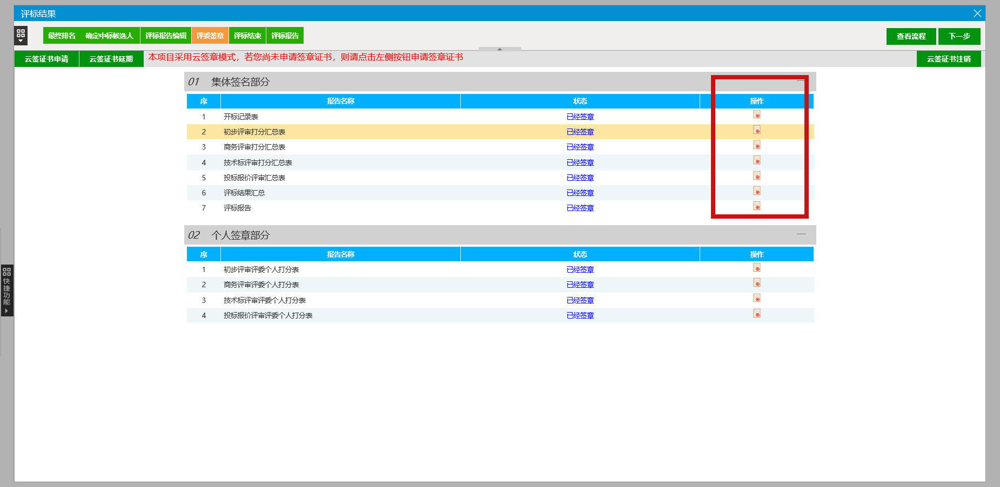 评标结果
最终排名 确定中标候选人 评标报告编辑 评委签章 评标结束 评标报告
查看流程 下一步
云签证书申请 云签证书延期 本项目采用云签章模式，若您尚未申请签章证书，则请点击左侧按钮申请签章证书 云签证书注销
01 集体签名部分
序 报告名称 状态 操作
1 开标记录表 已经签章
2 初步评审打分汇总表 已经签章
3 商务评审打分汇总表 已经签章
4 技术标评审打分汇总表 已经签章
5 投标报价评审汇总表 已经签章
6 评标结果汇总 已经签章
7 评标报告 已经签章
02 个人签章部分
序 报告名称 状态 操作
1 初步评审评委个人打分表 已经签章
2 商务评审评委个人打分表 已经签章
3 技术标评审评委个人打分表 已经签章
4 投标报价评审评委个人打分表 已经签章
快捷功能